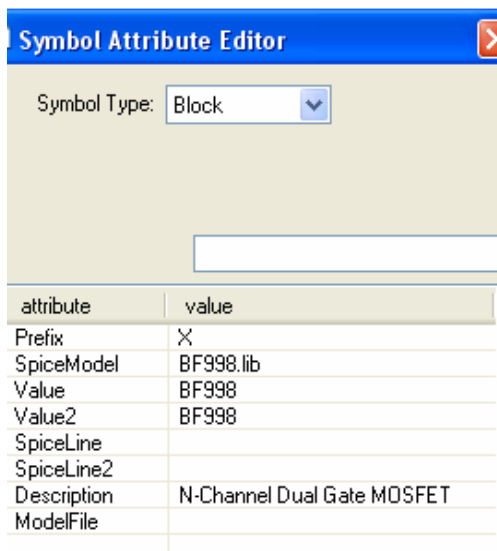 Symbol Attribute Editor
Symbol Type: Block
attribute value
Prefix X
SpiceModel BF998.lib
Value BF998
Value2 BF998
SpiceLine
SpiceLine2
Description N-Channel Dual Gate MOSFET
ModelFile